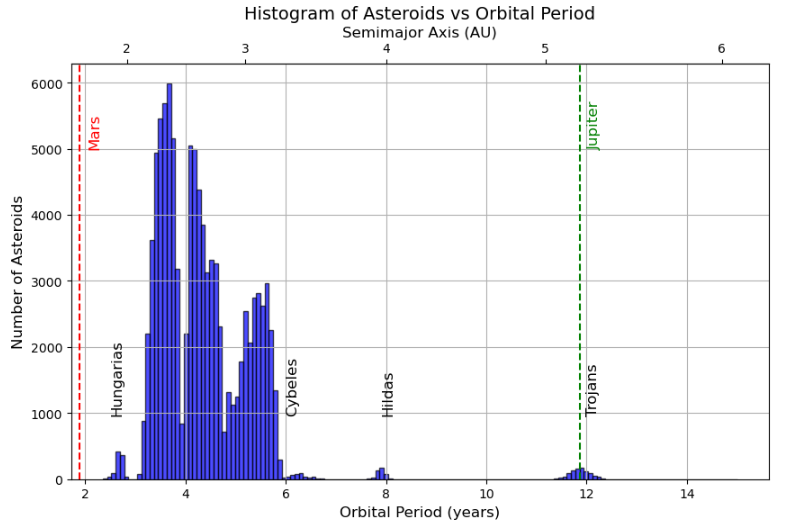 Histogram of Asteroids vs Orbital Period
Semimajor Axis (AU)
2 3 4 5 6
6000
5000
4000
3000
2000
1000
0
Number of Asteroids
Mars
Jupiter
Hungarias
Cybeles
Hildas
Trojans
2 4 6 8 10 12 14
Orbital Period (years)